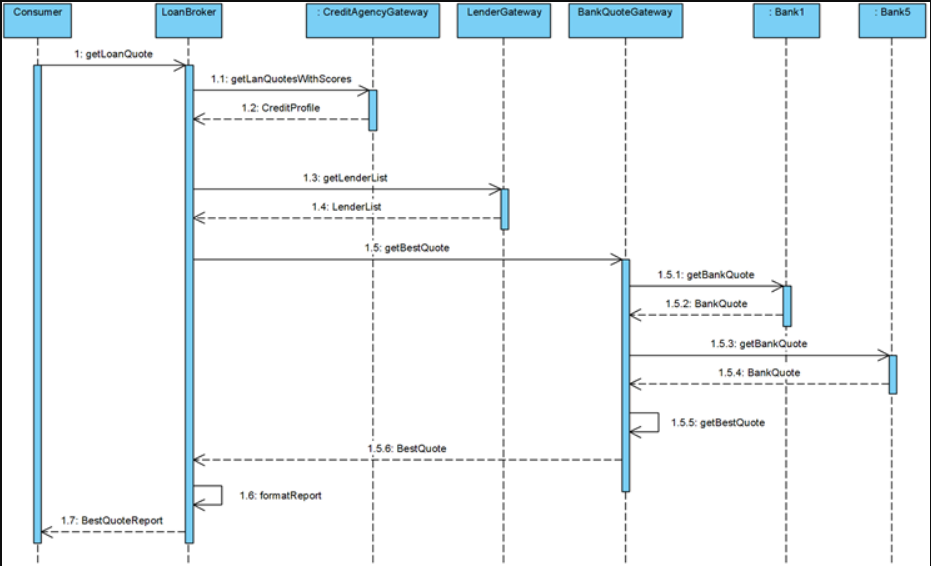 Consumer
LoanBroker
: CreditAgencyGateway
LenderGateway
BankQuoteGateway
: Bank1
: Bank5
1: getLoanQuote
1.1: getLanQuotesWithScores
1.2: CreditProfile
1.3: getLenderList
1.4: LenderList
1.5: getBestQuote
1.5.1: getBankQuote
1.5.2: BankQuote
1.5.3: getBankQuote
1.5.4: BankQuote
1.5.5: getBestQuote
1.5.6: BestQuote
1.6: formatReport
1.7: BestQuoteReport